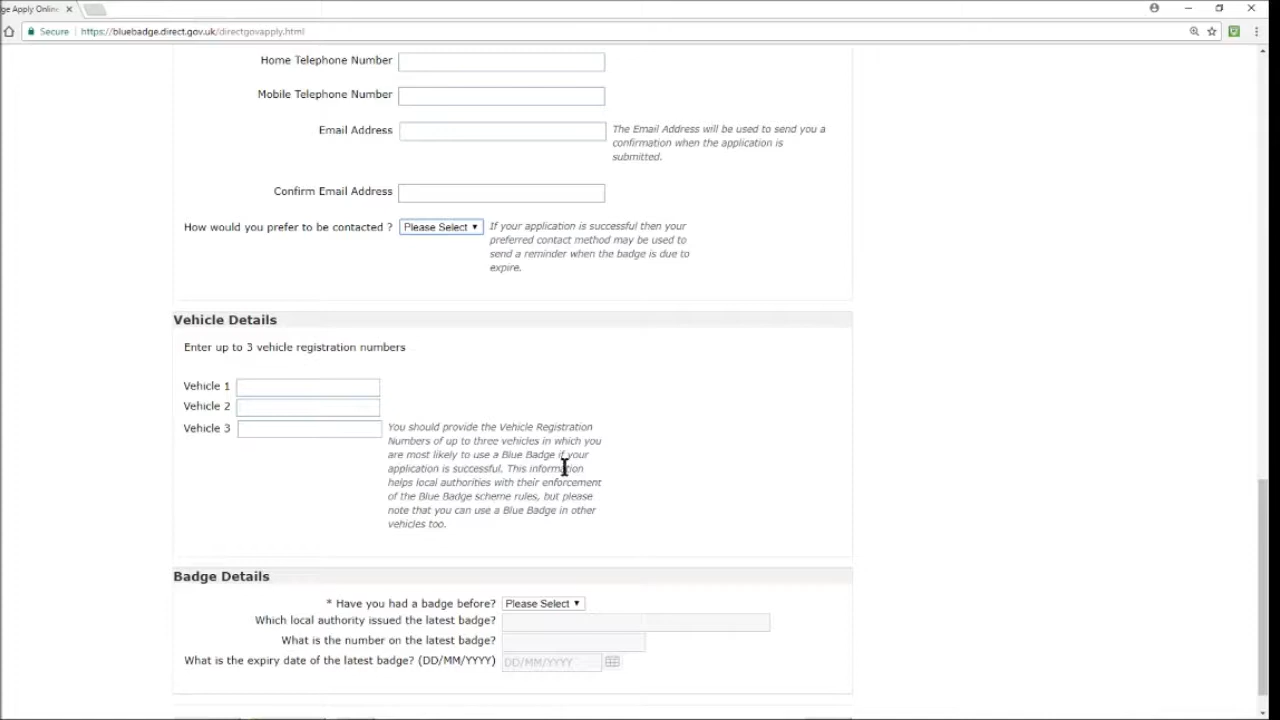 ge Apply Online
Secure https://bluebadge.direct.gov.uk/directgovapply.html
Home Telephone Number
Mobile Telephone Number
Email Address
The Email Address will be used to send you a
confirmation when the application is
submitted.
Confirm Email Address
How would you prefer to be contacted ? Please Select
If your application is successful then your
preferred contact method may be used to
send a reminder when the badge is due to
expire.
Vehicle Details
Enter up to 3 vehicle registration numbers
Vehicle 1
Vehicle 2
Vehicle 3
You should provide the Vehicle Registration
Numbers of up to three vehicles in which you
are most likely to use a Blue Badge if your
application is successful. This information
helps local authorities with their enforcement
of the Blue Badge scheme rules, but please
note that you can use a Blue Badge in other
vehicles too.
Badge Details
* Have you had a badge before? Please Select
Which local authority issued the latest badge?
What is the number on the latest badge?
What is the expiry date of the latest badge? (DD/MM/YYYY) DD/MM/YYYY